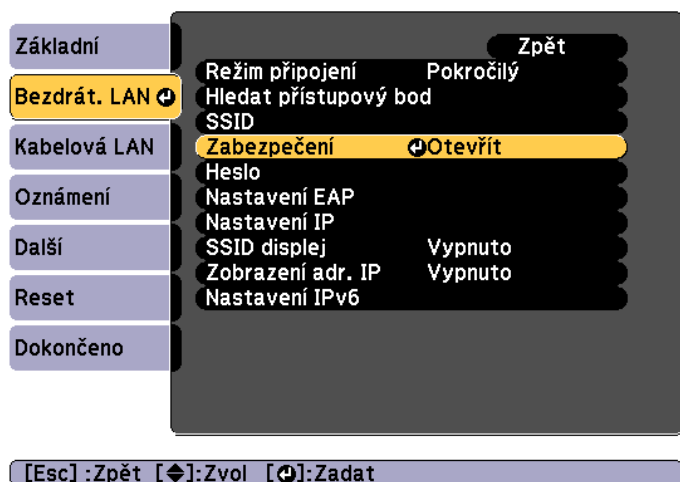 Základní
Bezdrát. LAN
Kabelová LAN
Oznámení
Další
Reset
Dokončeno
Zpět
Režim připojení Pokročilý
Hledat přístupový bod
SSID
Zabezpečení Otevřít
Heslo
Nastavení EAP
Nastavení IP
SSID displej Vypnuto
Zobrazení adr. IP Vypnuto
Nastavení IPv6
[Esc] :Zpět [◆]:Zvol [⏎]:Zadat